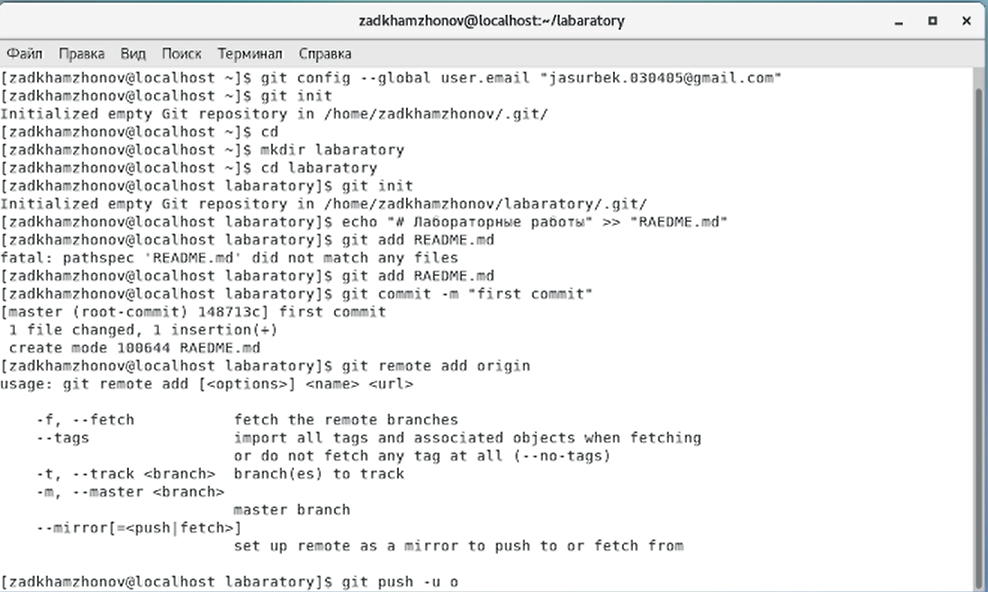 zadkhamzhonov@localhost:~/labaratory
Файл Правка Вид Поиск Терминал Справка
[zadkhamzhonov@localhost ~]$ git config --global user.email "jasurbek.030405@gmail.com"
[zadkhamzhonov@localhost ~]$ git init
Initialized empty Git repository in /home/zadkhamzhonov/.git/
[zadkhamzhonov@localhost ~]$ cd
[zadkhamzhonov@localhost ~]$ mkdir labaratory
[zadkhamzhonov@localhost ~]$ cd labaratory
[zadkhamzhonov@localhost labaratory]$ git init
Initialized empty Git repository in /home/zadkhamzhonov/labaratory/.git/
[zadkhamzhonov@localhost labaratory]$ echo "# Лабораторные работы" >> "RAEDME.md"
[zadkhamzhonov@localhost labaratory]$ git add README.md
fatal: pathspec 'README.md' did not match any files
[zadkhamzhonov@localhost labaratory]$ git add RAEDME.md
[zadkhamzhonov@localhost labaratory]$ git commit -m "first commit"
[master (root-commit) 148713c] first commit
 1 file changed, 1 insertion(+)
 create mode 100644 RAEDME.md
[zadkhamzhonov@localhost labaratory]$ git remote add origin
usage: git remote add [<options>] <name> <url>
    -f, --fetch           fetch the remote branches
    --tags                import all tags and associated objects when fetching
                          or do not fetch any tag at all (--no-tags)
    -t, --track <branch>  branch(es) to track
    -m, --master <branch>
                          master branch
    --mirror[=<push|fetch>]
                          set up remote as a mirror to push to or fetch from
[zadkhamzhonov@localhost labaratory]$ git push -u o